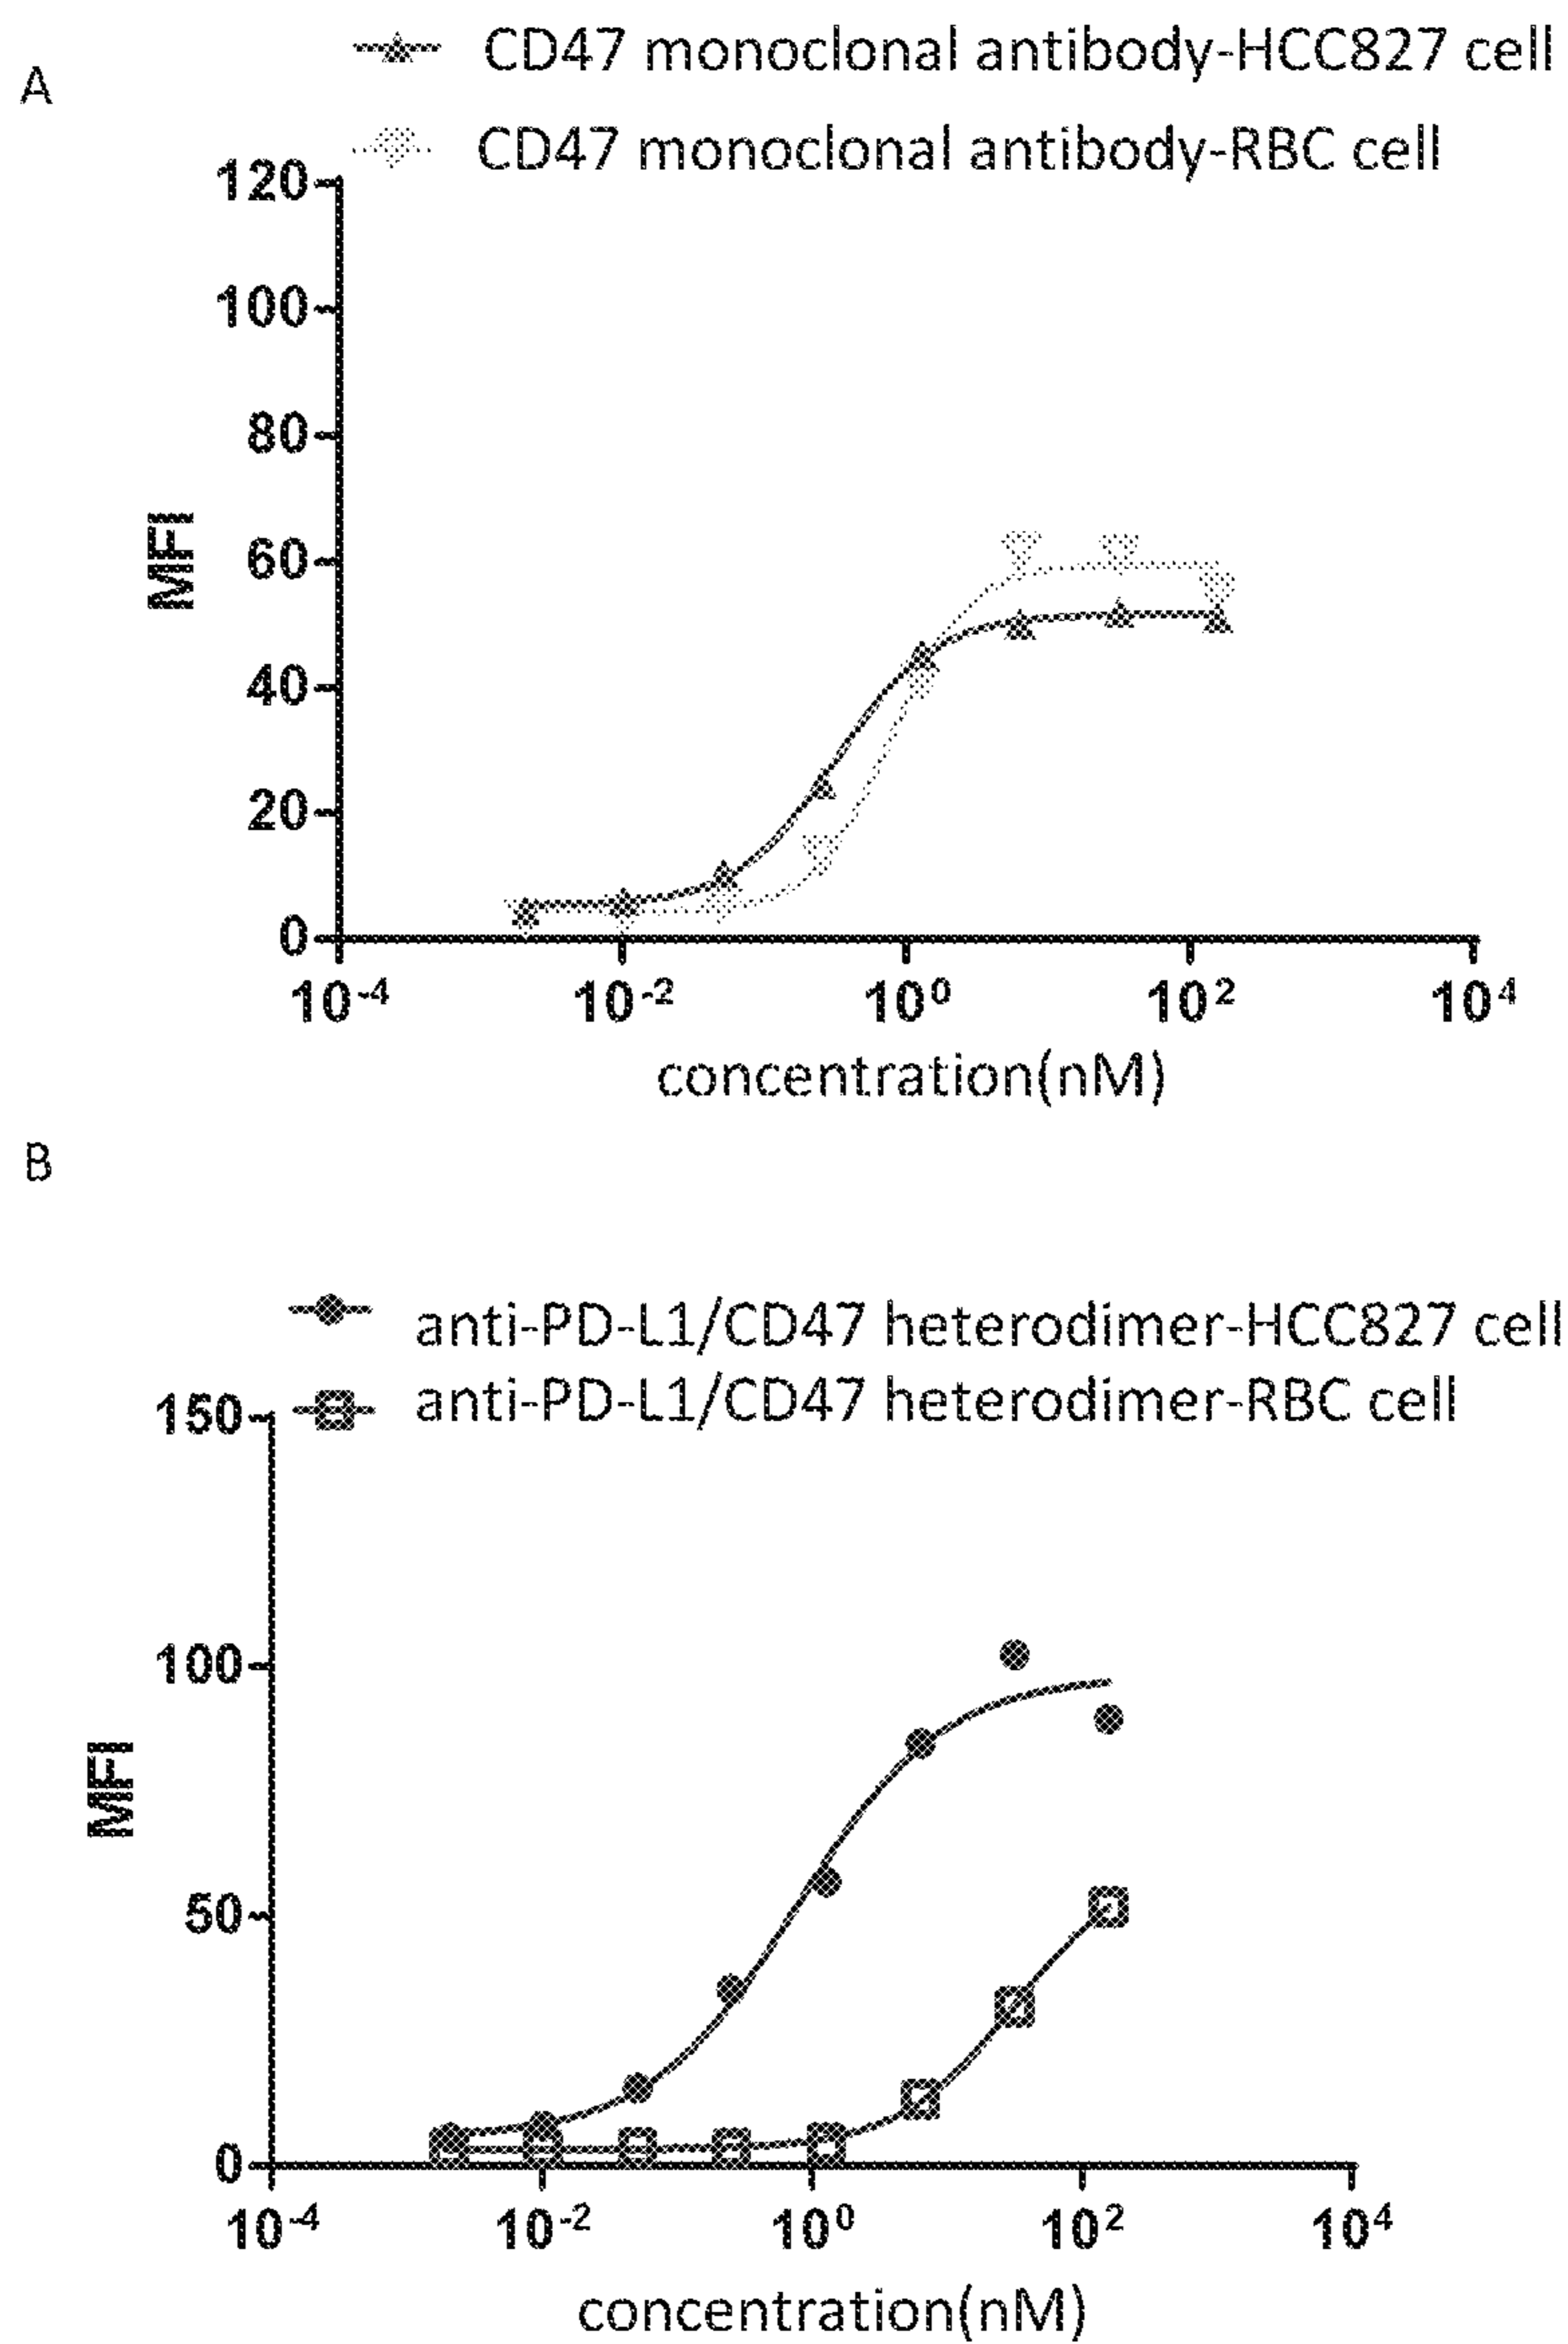 A
CD47 monoclonal antibody-HCC827 cell
CD47 monoclonal antibody-RBC cell
120
100
80
60
40
20
0
MFI
10⁻⁴ 10⁻² 10⁰ 10² 10⁴
concentration(nM)
B
anti-PD-L1/CD47 heterodimer-HCC827 cell
anti-PD-L1/CD47 heterodimer-RBC cell
150
100
50
0
MFI
10⁻⁴ 10⁻² 10⁰ 10² 10⁴
concentration(nM)